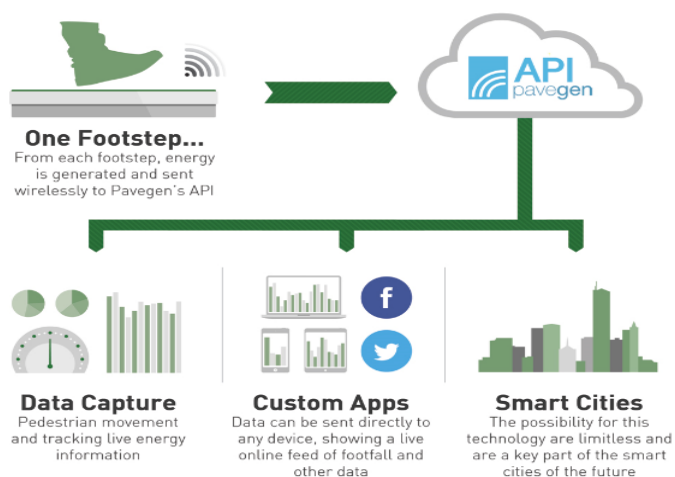 API
pavegen
One Footstep...
From each footstep, energy
is generated and sent
wirelessly to Pavegen's API
Data Capture
Pedestrian movement
and tracking live energy
information
Custom Apps
Data can be sent directly to
any device, showing a live
online feed of footfall and
other data
Smart Cities
The possibility for this
technology are limitless and
are a key part of the smart
cities of the future